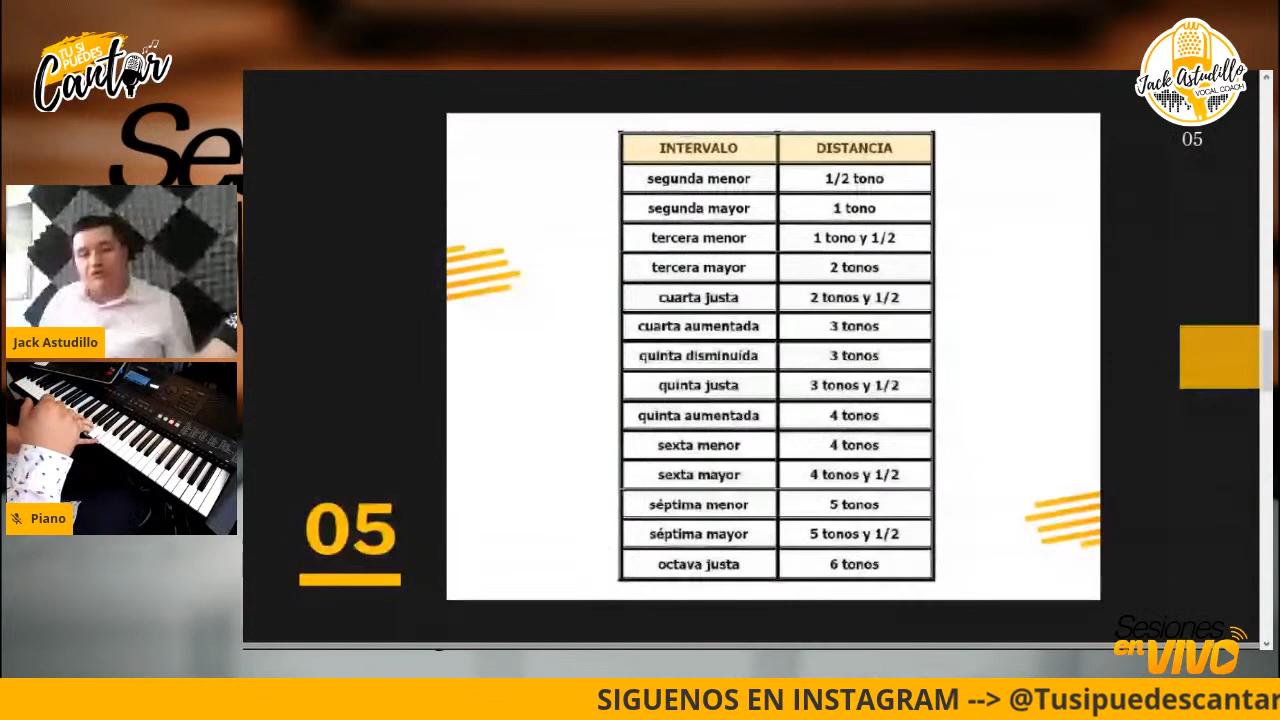 TU SI
PUEDES
Cantar
Jack Astudillo
VOCAL COACH
05
Se
INTERVALO DISTANCIA
segunda menor 1/2 tono
segunda mayor 1 tono
tercera menor 1 tono y 1/2
tercera mayor 2 tonos
cuarta justa 2 tonos y 1/2
cuarta aumentada 3 tonos
quinta disminuída 3 tonos
quinta justa 3 tonos y 1/2
quinta aumentada 4 tonos
sexta menor 4 tonos
sexta mayor 4 tonos y 1/2
séptima menor 5 tonos
séptima mayor 5 tonos y 1/2
octava justa 6 tonos
Jack Astudillo
Piano
05
Sesiones
en VIVO
SIGUENOS EN INSTAGRAM --> @Tusipuedescantar